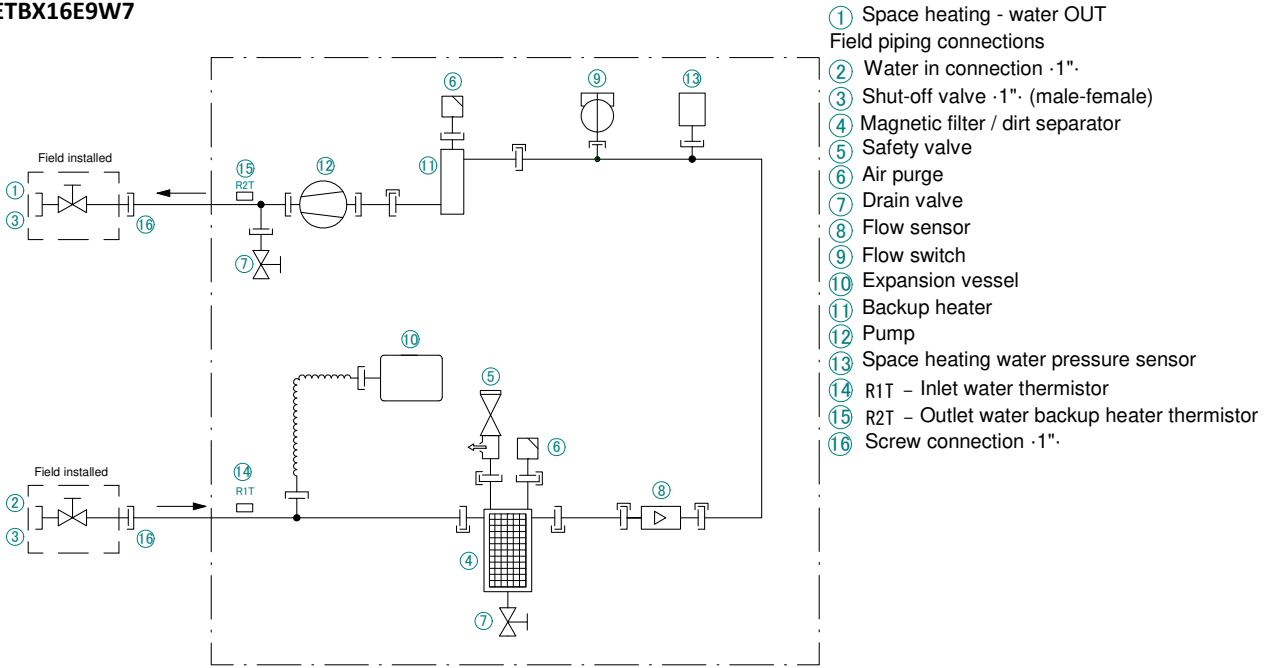 ETBX16E9W7
① Space heating - water OUT
Field piping connections
② Water in connection ·1"·
③ Shut-off valve ·1"· (male-female)
④ Magnetic filter / dirt separator
⑤ Safety valve
⑥ Air purge
⑦ Drain valve
⑧ Flow sensor
⑨ Flow switch
⑩ Expansion vessel
⑪ Backup heater
⑫ Pump
⑬ Space heating water pressure sensor
⑭ R1T – Inlet water thermistor
⑮ R2T – Outlet water backup heater thermistor
⑯ Screw connection ·1"·
⑥
⑨
⑬
Field installed
⑮
R2T
⑫
⑪
①
③
⑯
⑦
⑩
⑤
⑥
Field installed
⑭
R1T
②
③
⑯
⑧
④
⑦